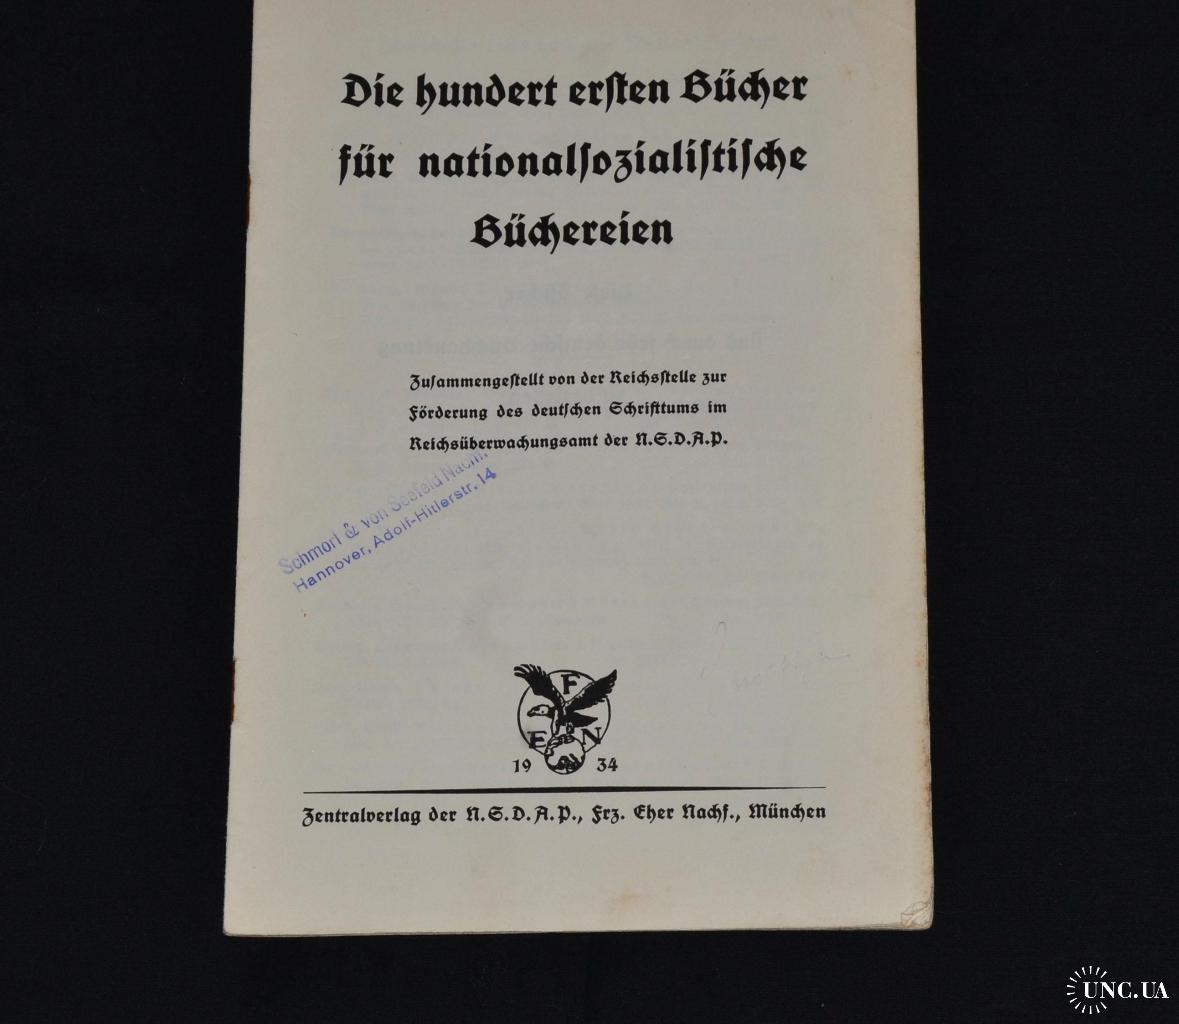 Die hundert ersten Bücher
für nationalsozialistische
Büchereien
Zusammengestellt von der Reichsstelle zur
Förderung des deutschen Schrifttums im
Reichsüberwachungsamt der N.S.D.A.P.
Schmorl & von Seefeld Nachf.
Hannover, Adolf-Hitlerstr. 14
F
E N
19 34
Zentralverlag der N.S.D.A.P., Frz. Eher Nachf., München
UNC.UA